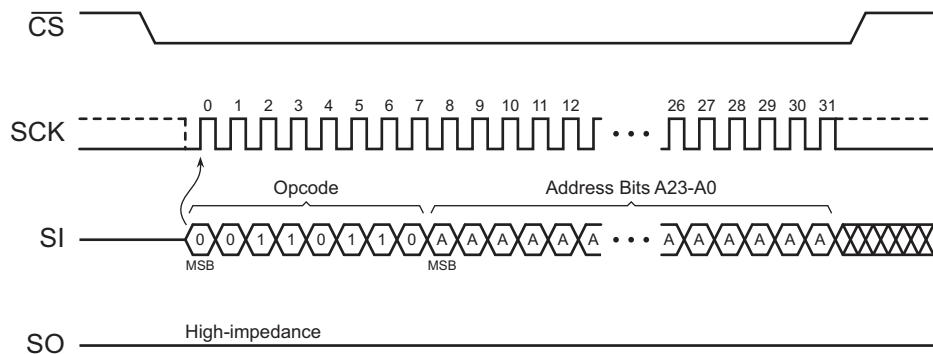 CS
0 1 2 3 4 5 6 7 8 9 10 11 12 26 27 28 29 30 31
SCK
Opcode Address Bits A23-A0
SI 0 0 1 1 0 1 1 0 A A A A A A A A A A A A
MSB MSB
High-impedance
SO